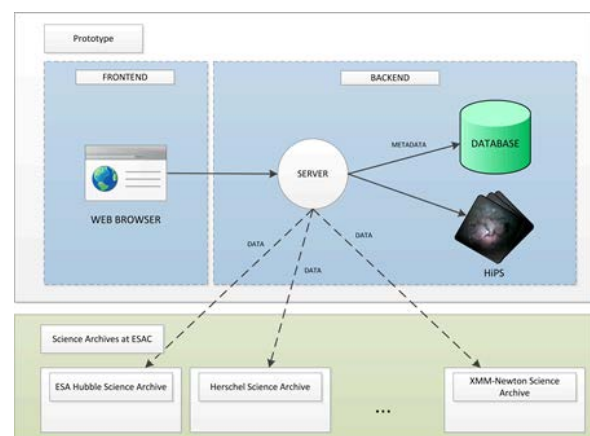 Prototype
FRONTEND
BACKEND
WEB BROWSER
SERVER
METADATA
DATABASE
HiPS
DATA
DATA
DATA
Science Archives at ESAC
ESA Hubble Science Archive
Herschel Science Archive
...
XMM-Newton Science
Archive